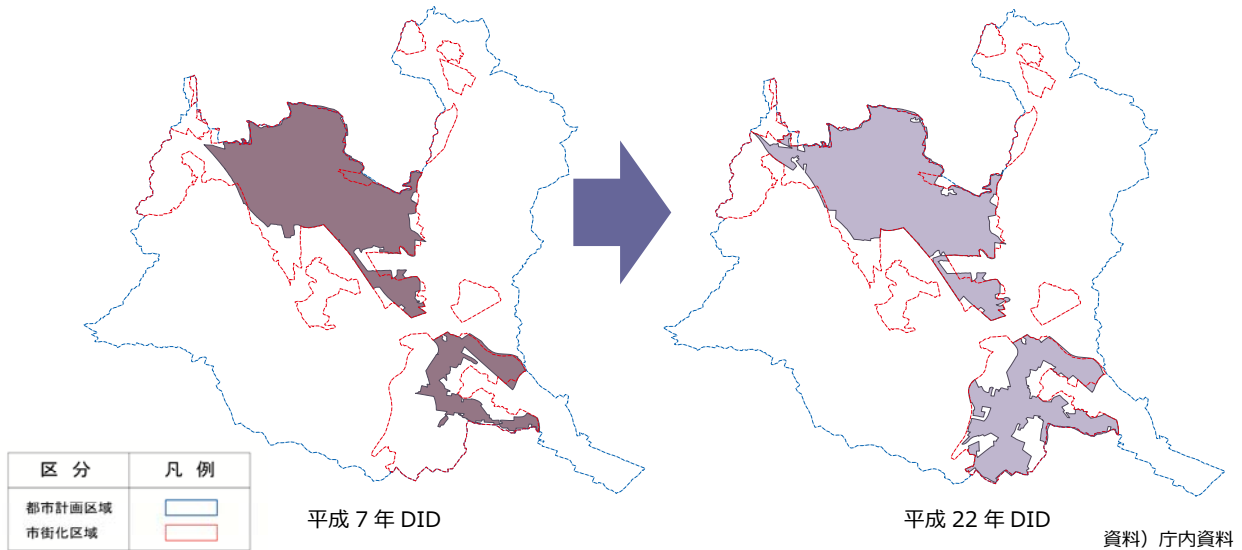 区 分 凡 例
都市計画区域
市街化区域
平成 7 年 DID
平成 22 年 DID
資料）庁内資料